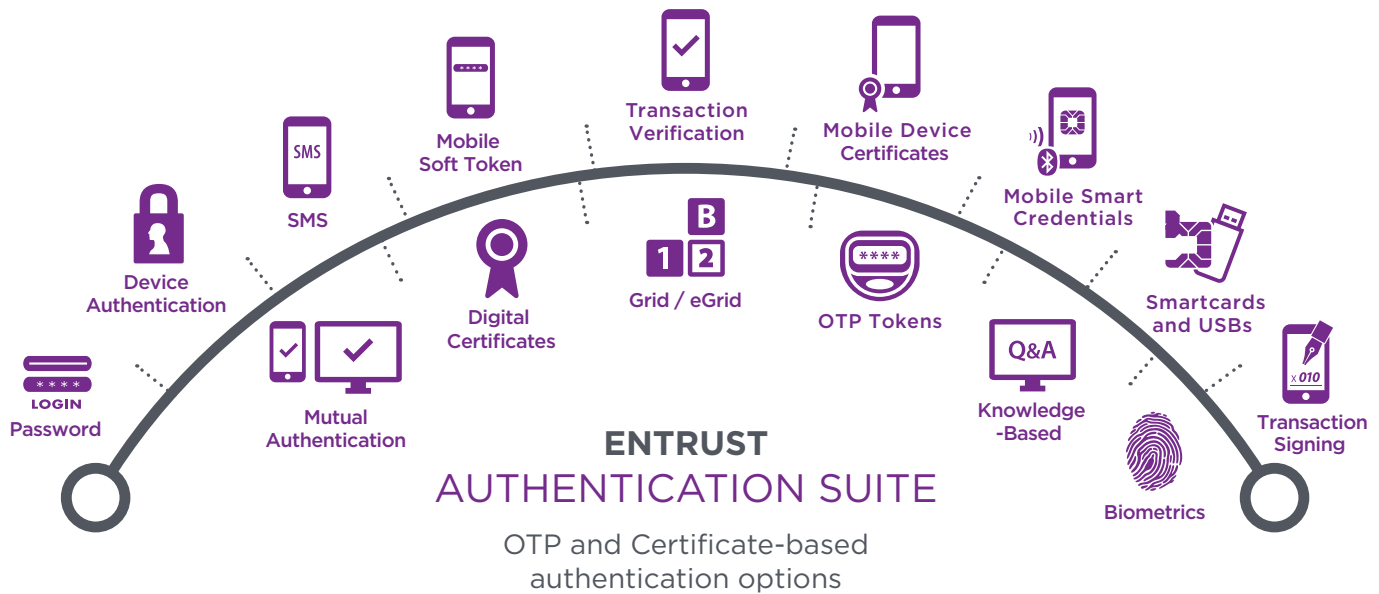 Transaction
Verification
Mobile Device
Certificates
****
Mobile
Soft Token
SMS
SMS
Mobile Smart
Credentials
Device
Authentication
B
1 2
Grid / eGrid
****
OTP Tokens
Digital
Certificates
Smartcards
and USBs
Q&A
Knowledge
-Based
x 010
Transaction
Signing
****
LOGIN
Password
Mutual
Authentication
Biometrics
ENTRUST
AUTHENTICATION SUITE
OTP and Certificate-based
authentication options